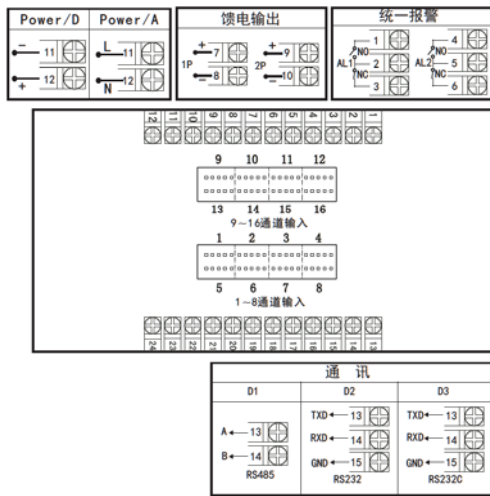 Power/D Power/A
- 11 L 11
+ 12 N 12
馈电输出
1P + 7 2P + 9
- 8 - 10
统一报警
AL1 1 NO 2 NC 3
AL2 4 NO 5 NC 6
12 11 10 9 8 7 6 5 4 3 2 1
9 10 11 12
13 14 15 16
9~16通道输入
1 2 3 4
5 6 7 8
1~8通道输入
24 23 22 21 20 19 18 17 16 15 14 13
通 讯
D1 D2 D3
A 13 TXD 13 TXD 13
B 14 RXD 14 RXD 14
GND 15 GND 15
RS485 RS232 RS232C